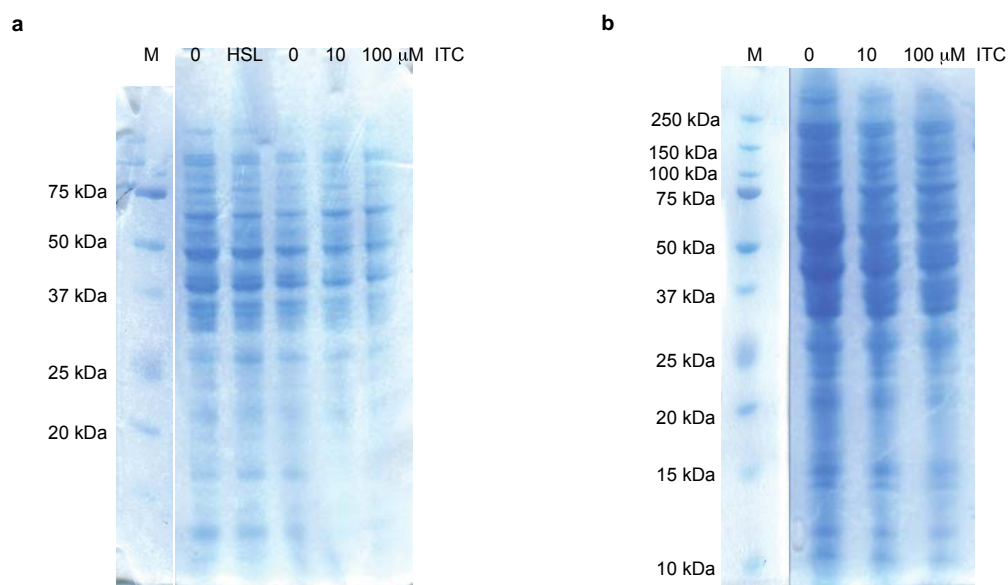 a
M 0 HSL 0 10 100 μM ITC
75 kDa
50 kDa
37 kDa
25 kDa
20 kDa
b
M 0 10 100 μM ITC
250 kDa
150 kDa
100 kDa
75 kDa
50 kDa
37 kDa
25 kDa
20 kDa
15 kDa
10 kDa